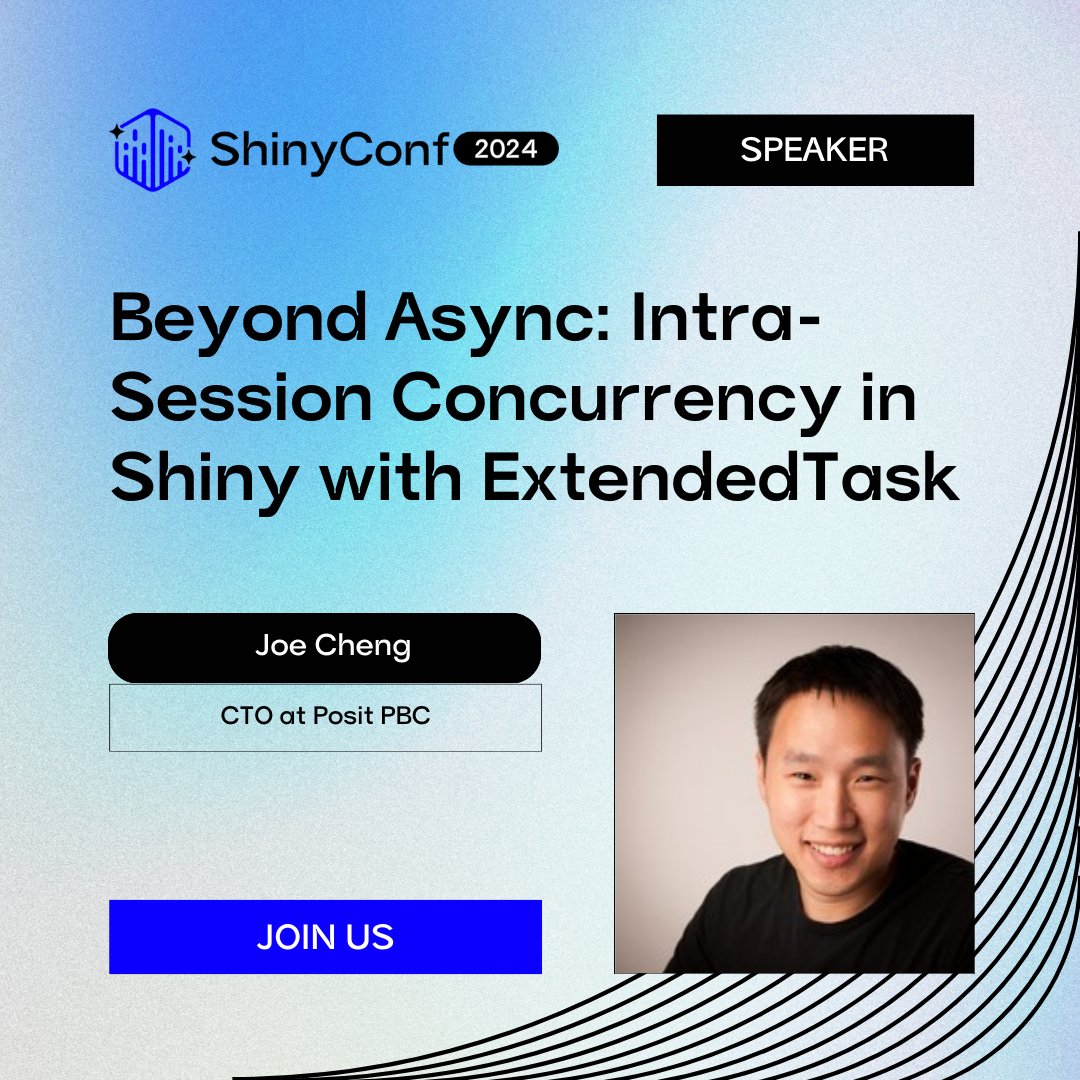 ShinyConf 2024
SPEAKER
Beyond Async: Intra-
Session Concurrency in
Shiny with ExtendedTask
Joe Cheng
CTO at Posit PBC
JOIN US